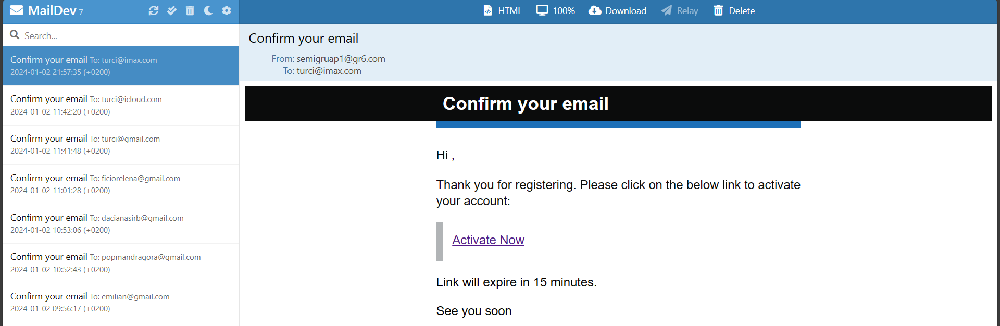 MailDev 7
HTML 100% Download Relay Delete
Search...
Confirm your email To: turci@imax.com
2024-01-02 21:57:35 (+0200)
Confirm your email To: turci@icloud.com
2024-01-02 11:42:20 (+0200)
Confirm your email To: turci@gmail.com
2024-01-02 11:41:48 (+0200)
Confirm your email To: ficiorelena@gmail.com
2024-01-02 11:01:28 (+0200)
Confirm your email To: dacianasirb@gmail.com
2024-01-02 10:53:06 (+0200)
Confirm your email To: popmandragora@gmail.com
2024-01-02 10:52:43 (+0200)
Confirm your email To: emilian@gmail.com
2024-01-02 09:56:17 (+0200)
Confirm your email
From: semigruap1@gr6.com
To: turci@imax.com
Confirm your email
Hi ,
Thank you for registering. Please click on the below link to activate
your account:
Activate Now
Link will expire in 15 minutes.
See you soon